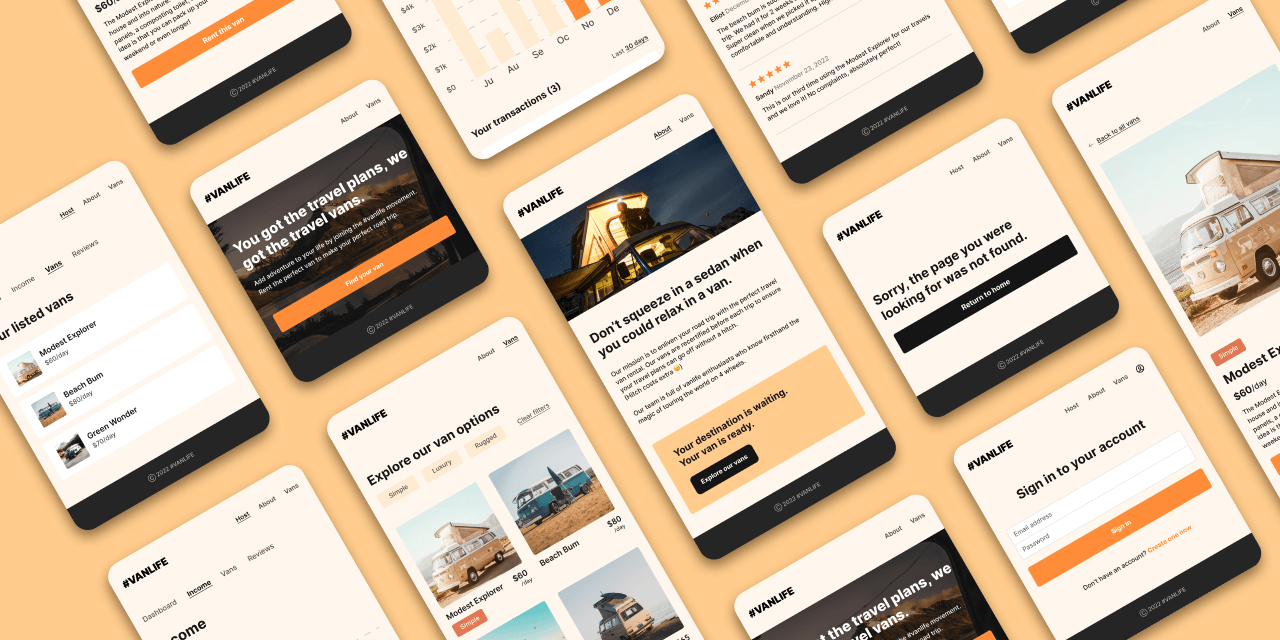 $60/
The Modest Explorer
house and into nature.
panels, a composting toilet,
idea is that you can pack up your
weekend or even longer!
Rent this van
Ⓒ 2022 #VANLIFE
$4k
$3k
$2k
$1k
$0
Ju
Au
Se
Oc
No
De
Last 30 days
Your transactions (3)
Elliot December
The beach bum is
trip. We had it for 2 weeks
Super clean when we picked it
comfortable and understanding. High
Sandy November 23, 2022
This is our third time using the Modest Explorer for our travels
and we love it! No complaints, absolutely perfect!
Ⓒ 2022 #VANLIFE
Host About Vans
Income Vans Reviews
ur listed vans
Modest Explorer
$60/day
Beach Bum
$80/day
Green Wonder
$70/day
Ⓒ 2022 #VANLIFE
#VANLIFE
About Vans
You got the travel plans, we
got the travel vans.
Add adventure to your life by joining the #vanlife movement.
Rent the perfect van to make your perfect road trip.
Find your van
Ⓒ 2022 #VANLIFE
#VANLIFE
About Vans
Don't squeeze in a sedan when
you could relax in a van.
Our mission is to enliven your road trip with the perfect travel
van rental. Our vans are recertified before each trip to ensure
your travel plans can go off without a hitch.
(Hitch costs extra 😉)
Our team is full of vanlife enthusiasts who know firsthand the
magic of touring the world on 4 wheels.
Your destination is waiting.
Your van is ready.
Explore our vans
Ⓒ 2022 #VANLIFE
#VANLIFE
Host About Vans
Sorry, the page you were
looking for was not found.
Return to home
Ⓒ 2022 #VANLIFE
#VANLIFE
About Vans
← Back to all vans
Simple
Modest Ex
$60/day
The Modest E
house and in
panels, a
idea is
weeke
#VANLIFE
Host About Vans
Dashboard Income Vans Reviews
come
#VANLIFE
About Vans
Explore our van options
Simple Luxury Rugged Clear filters
Modest Explorer $60
/day
Simple
Beach Bum $80
/day
#VANLIFE
About Vans
t the travel plans, we
travel vans.
#VANLIFE
Host About Vans
Sign in to your account
Email address
Password
Sign in
Don't have an account? Create one now
Ⓒ 2022 #VANLIFE